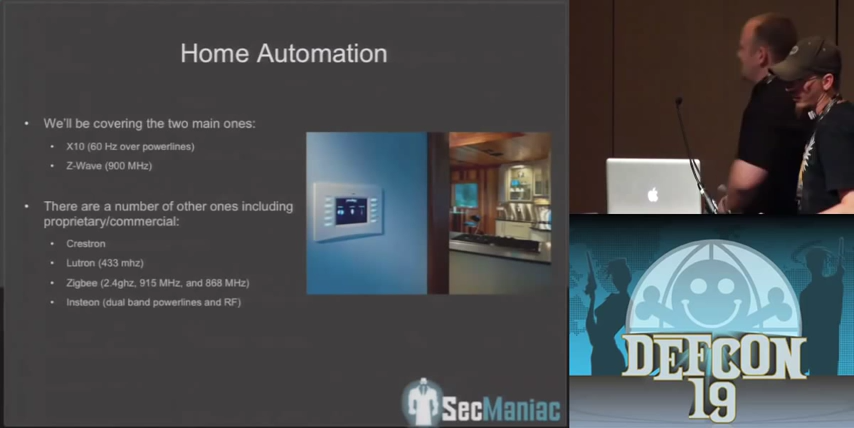 Home Automation
• We'll be covering the two main ones:
• X10 (60 Hz over powerlines)
• Z-Wave (900 MHz)
• There are a number of other ones including
proprietary/commercial:
• Crestron
• Lutron (433 mhz)
• Zigbee (2.4ghz, 915 MHz, and 868 MHz)
• Insteon (dual band powerlines and RF)
SecManiac
DEFCON
19